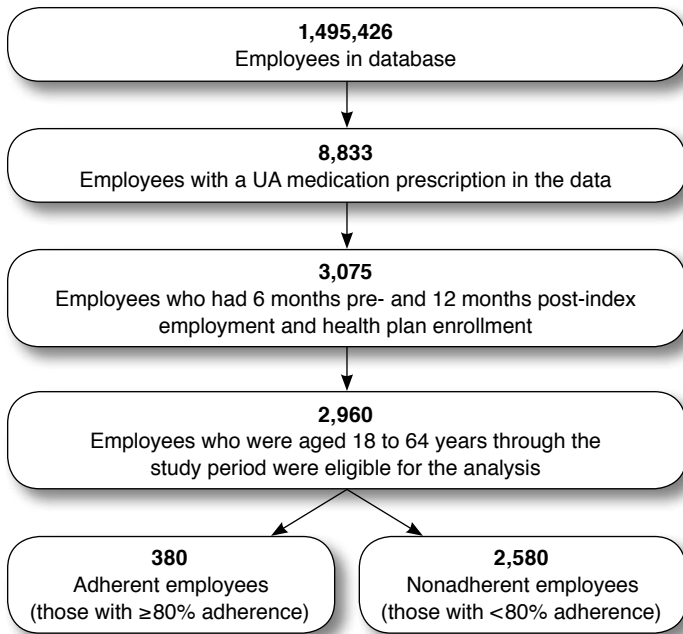 1,495,426
Employees in database
8,833
Employees with a UA medication prescription in the data
3,075
Employees who had 6 months pre- and 12 months post-index
employment and health plan enrollment
2,960
Employees who were aged 18 to 64 years through the
study period were eligible for the analysis
380
Adherent employees
(those with ≥80% adherence)
2,580
Nonadherent employees
(those with <80% adherence)